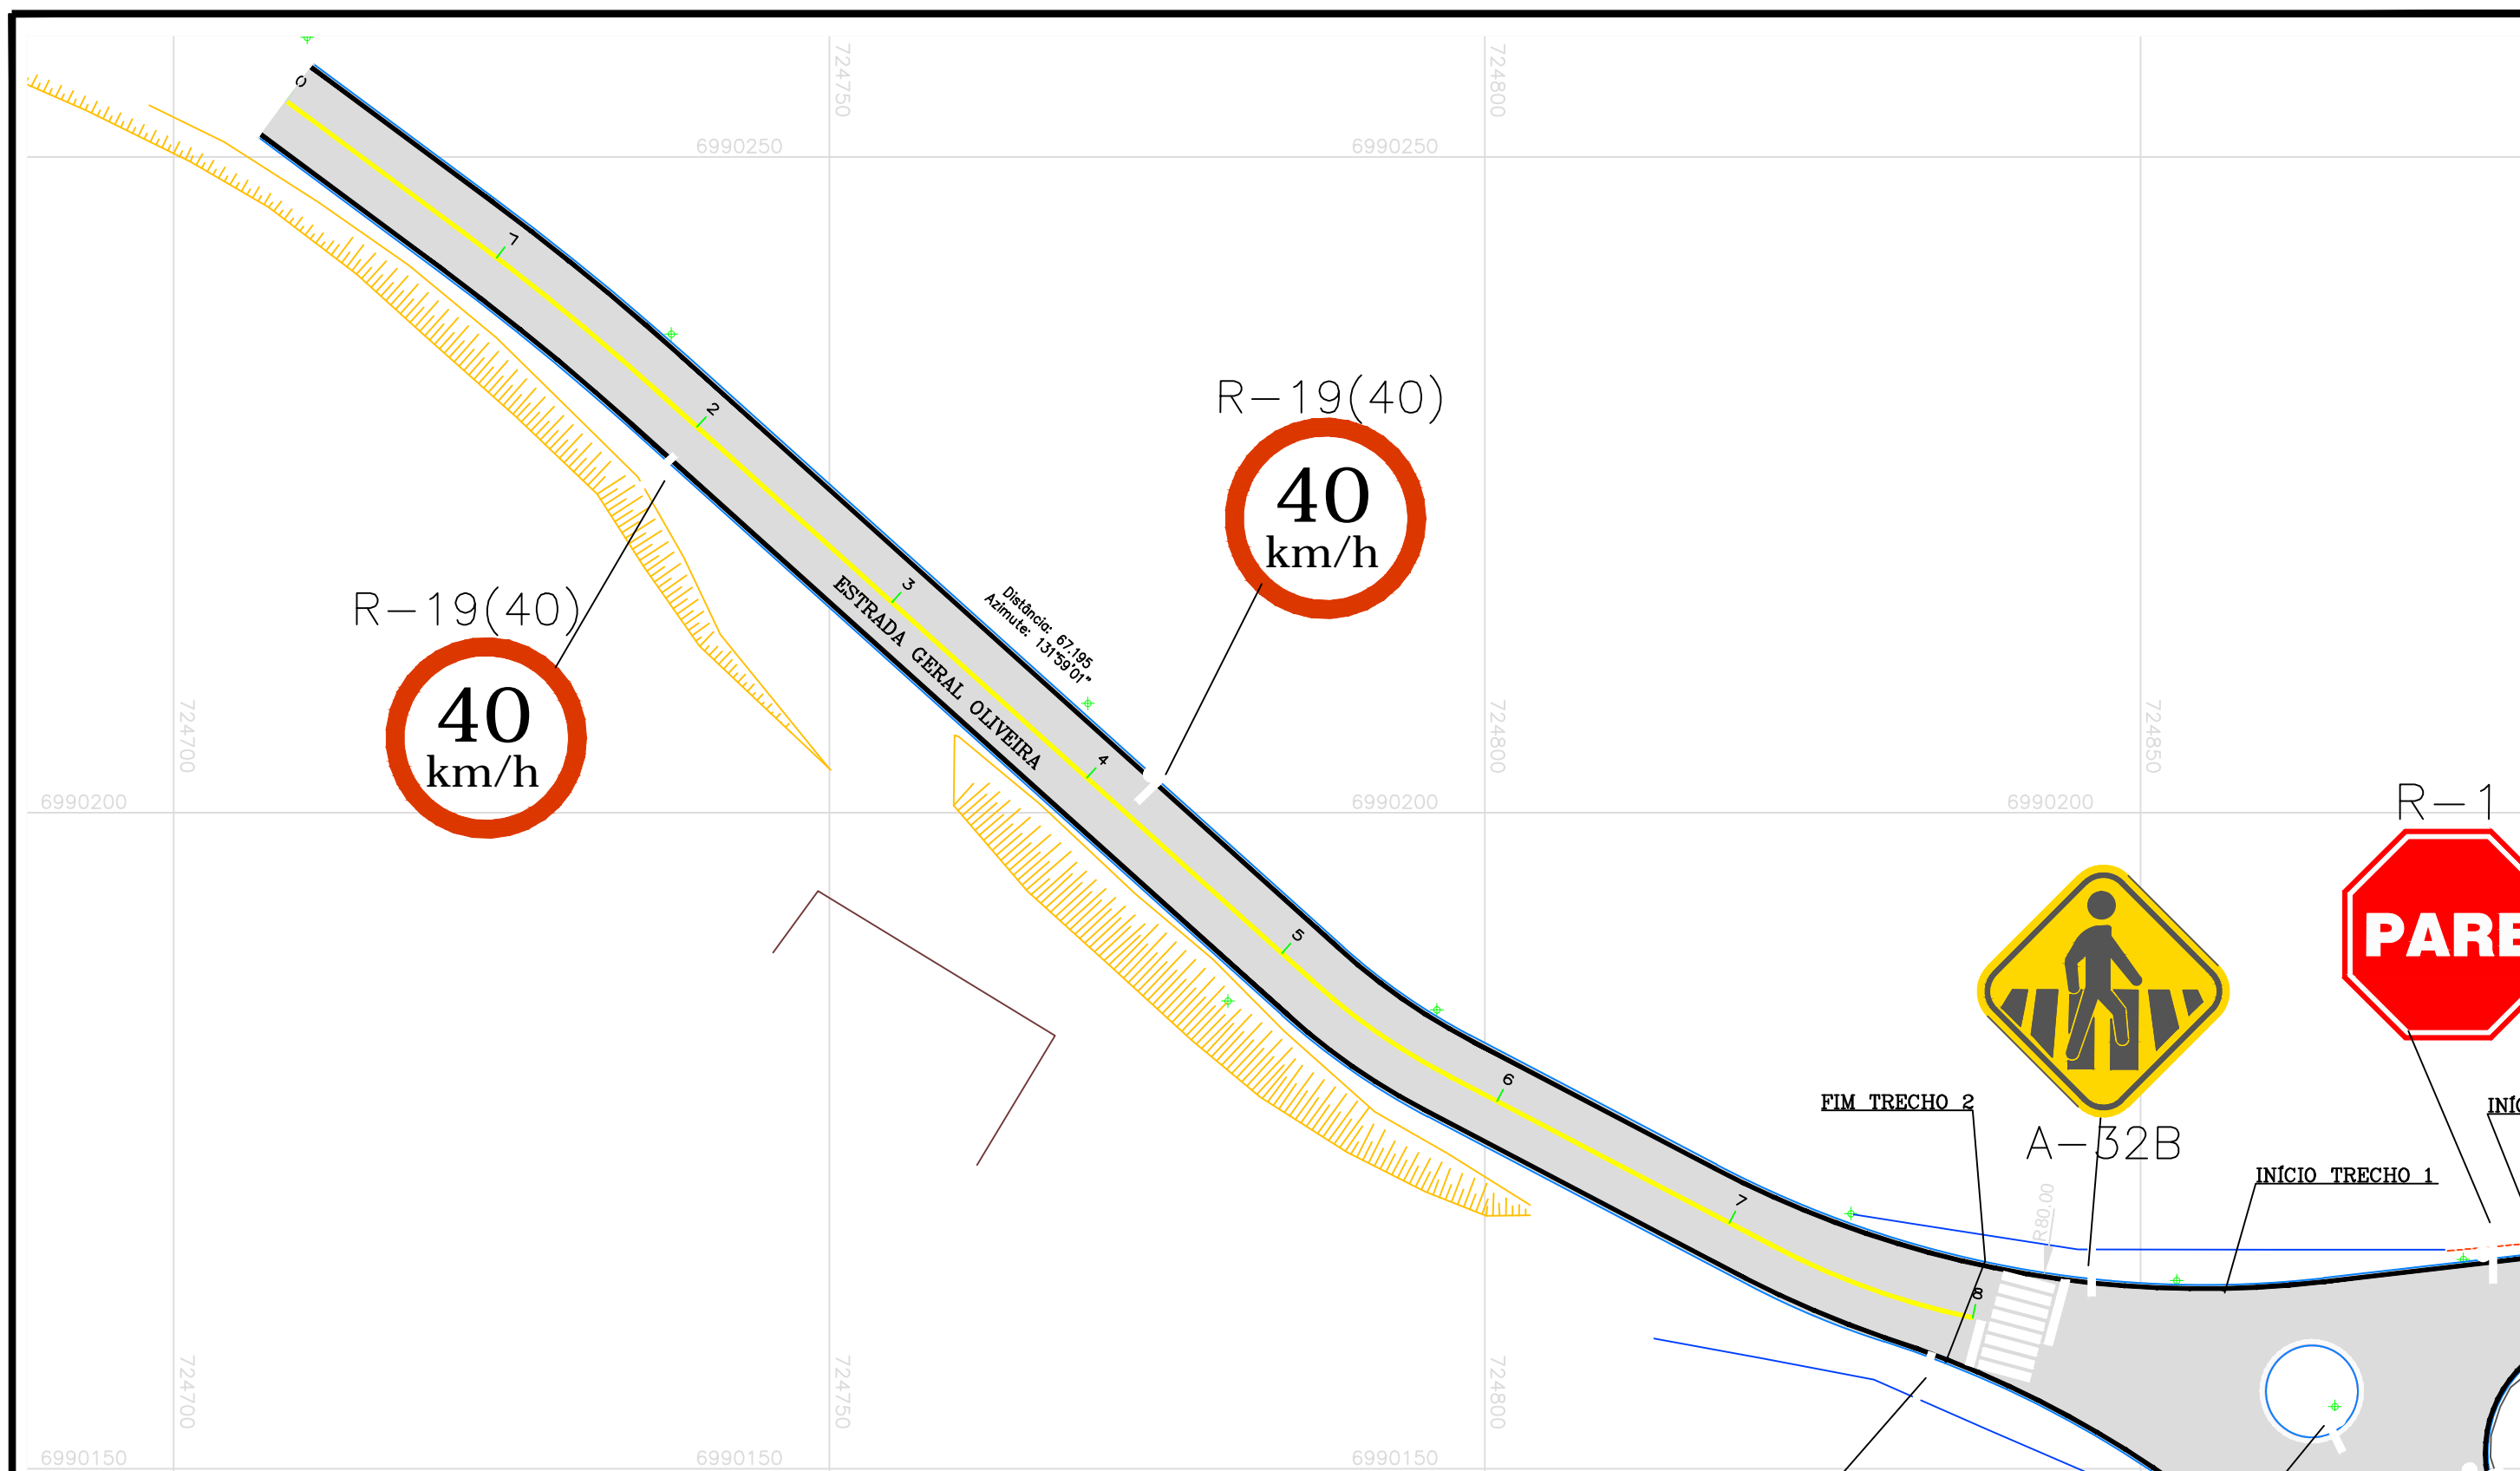 724750
724800
0
6990250
6990250
1
2
R-19(40)
40
km/h
3
R-19(40)
40
km/h
Distância: 67.195
Azimute: 131°59'01"
ESTRADA GERAL OLIVEIRA
724700
724800
724850
4
6990200
6990200
6990200
R-1
PARE
5
6
FIM TRECHO 2
A-32B
INÍCIO TRECHO 1
R80.00
7
8
724700
724750
724800
6990150
6990150
6990150